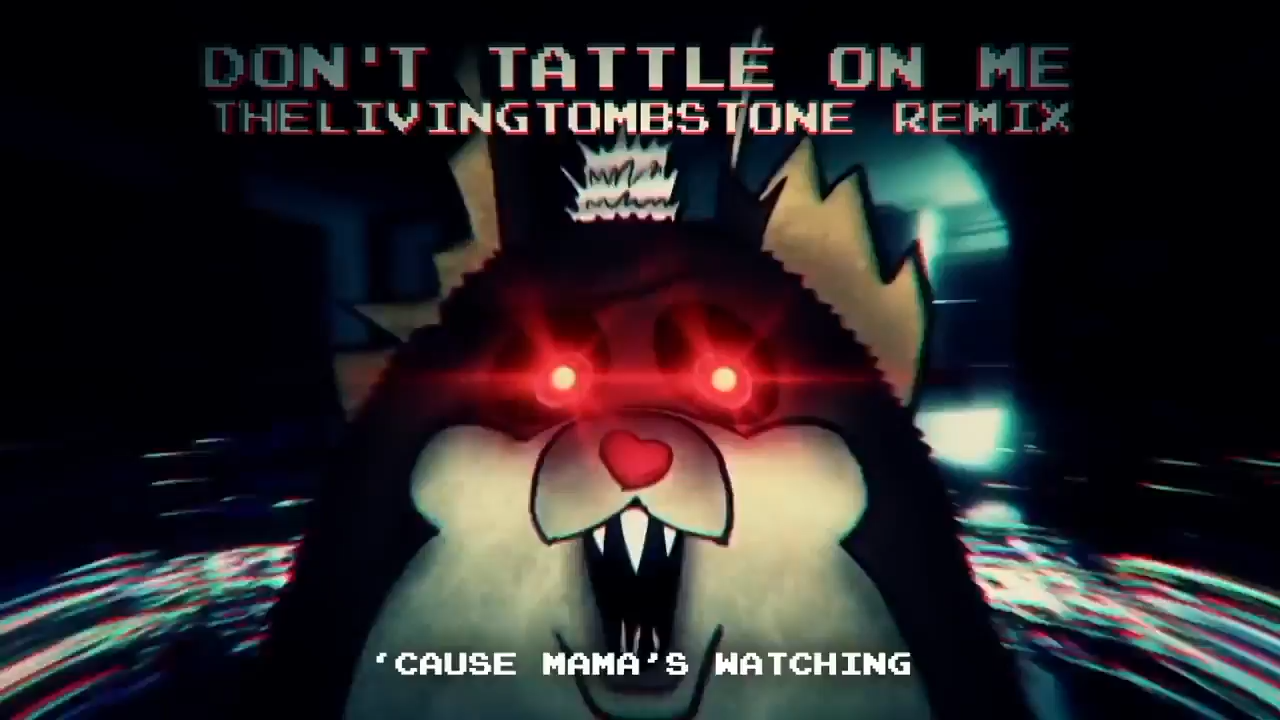 DON'T TATTLE ON ME
THELIVINGTOMBSTONE REMIX
‘CAUSE MAMA’S WATCHING